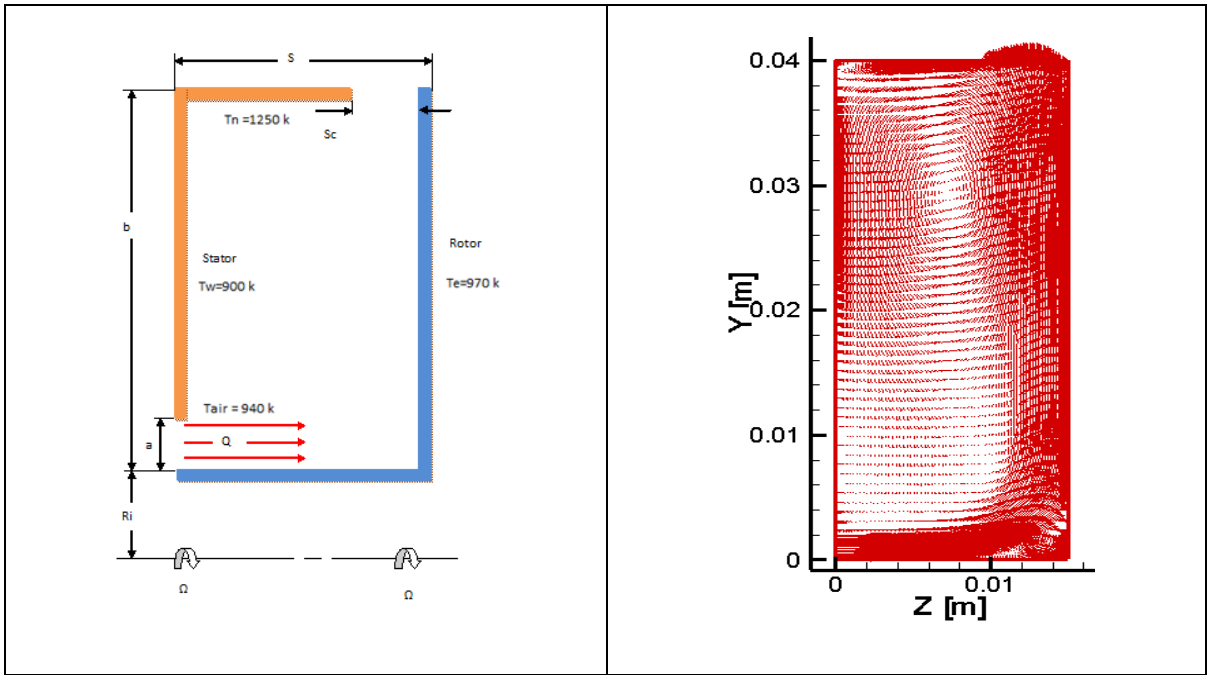 S
Tn =1250 k
Sc
b
Stator
Tw=900 k
Rotor
Te=970 k
Tair = 940 k
a
Q
Ri
Ω
Ω
0.04
0.03
0.02
0.01
0
Y [m]
0
0.01
Z [m]